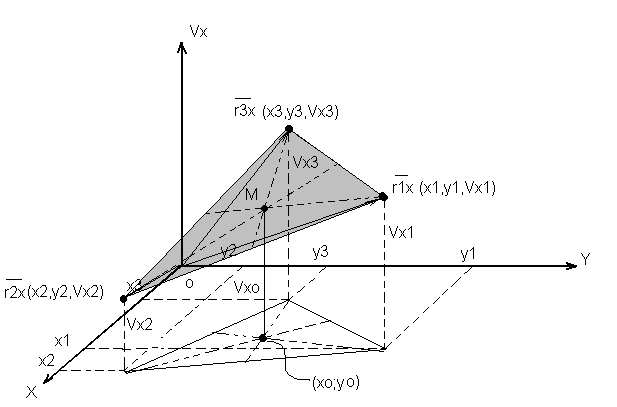 Vx
r3x (x3,y3,Vx3)
Vx3
r1x (x1,y1,Vx1)
M
Vx1
y2
y3
y1
Y
x3
o
r2x(x2,y2,Vx2)
Vxo
Vx2
x1
x2
X
(xo;yo)